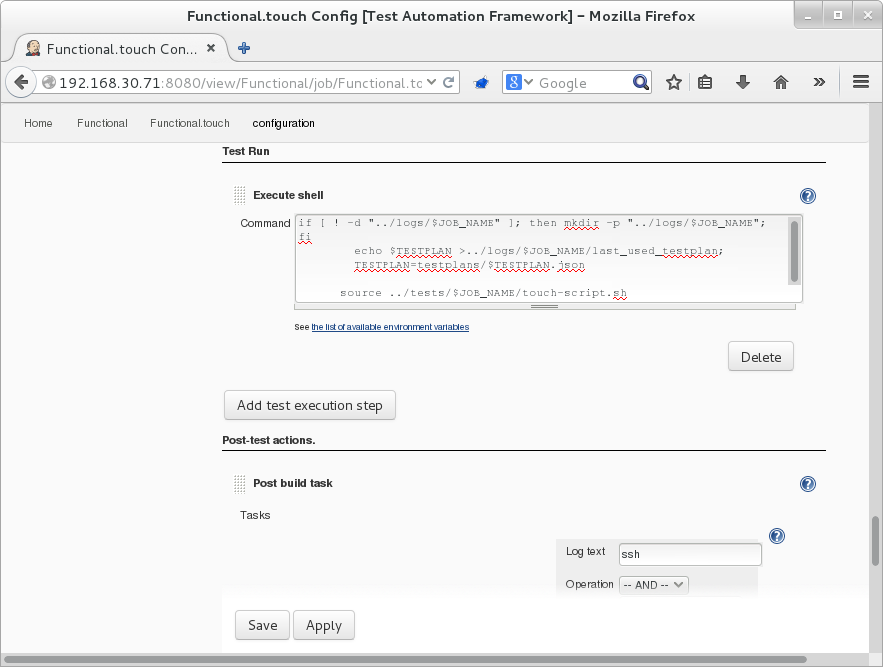 Functional.touch Config [Test Automation Framework] – Mozilla Firefox
Functional.touch Con...
192.168.30.71:8080/view/Functional/job/Functional.tc
8
Google
Home Functional Functional.touch configuration
Test Run
Execute shell
?
Command
if [ ! -d "../logs/$JOB_NAME" ]; then mkdir -p "../logs/$JOB_NAME";
fi
echo $TESTPLAN >../logs/$JOB_NAME/last_used_testplan;
TESTPLAN=testplans/$TESTPLAN.json
source ../tests/$JOB_NAME/touch-script.sh
See the list of available environment variables
Delete
Add test execution step
Post-test actions.
Post build task
?
Tasks
?
Log text ssh
Operation -- AND --
Save Apply